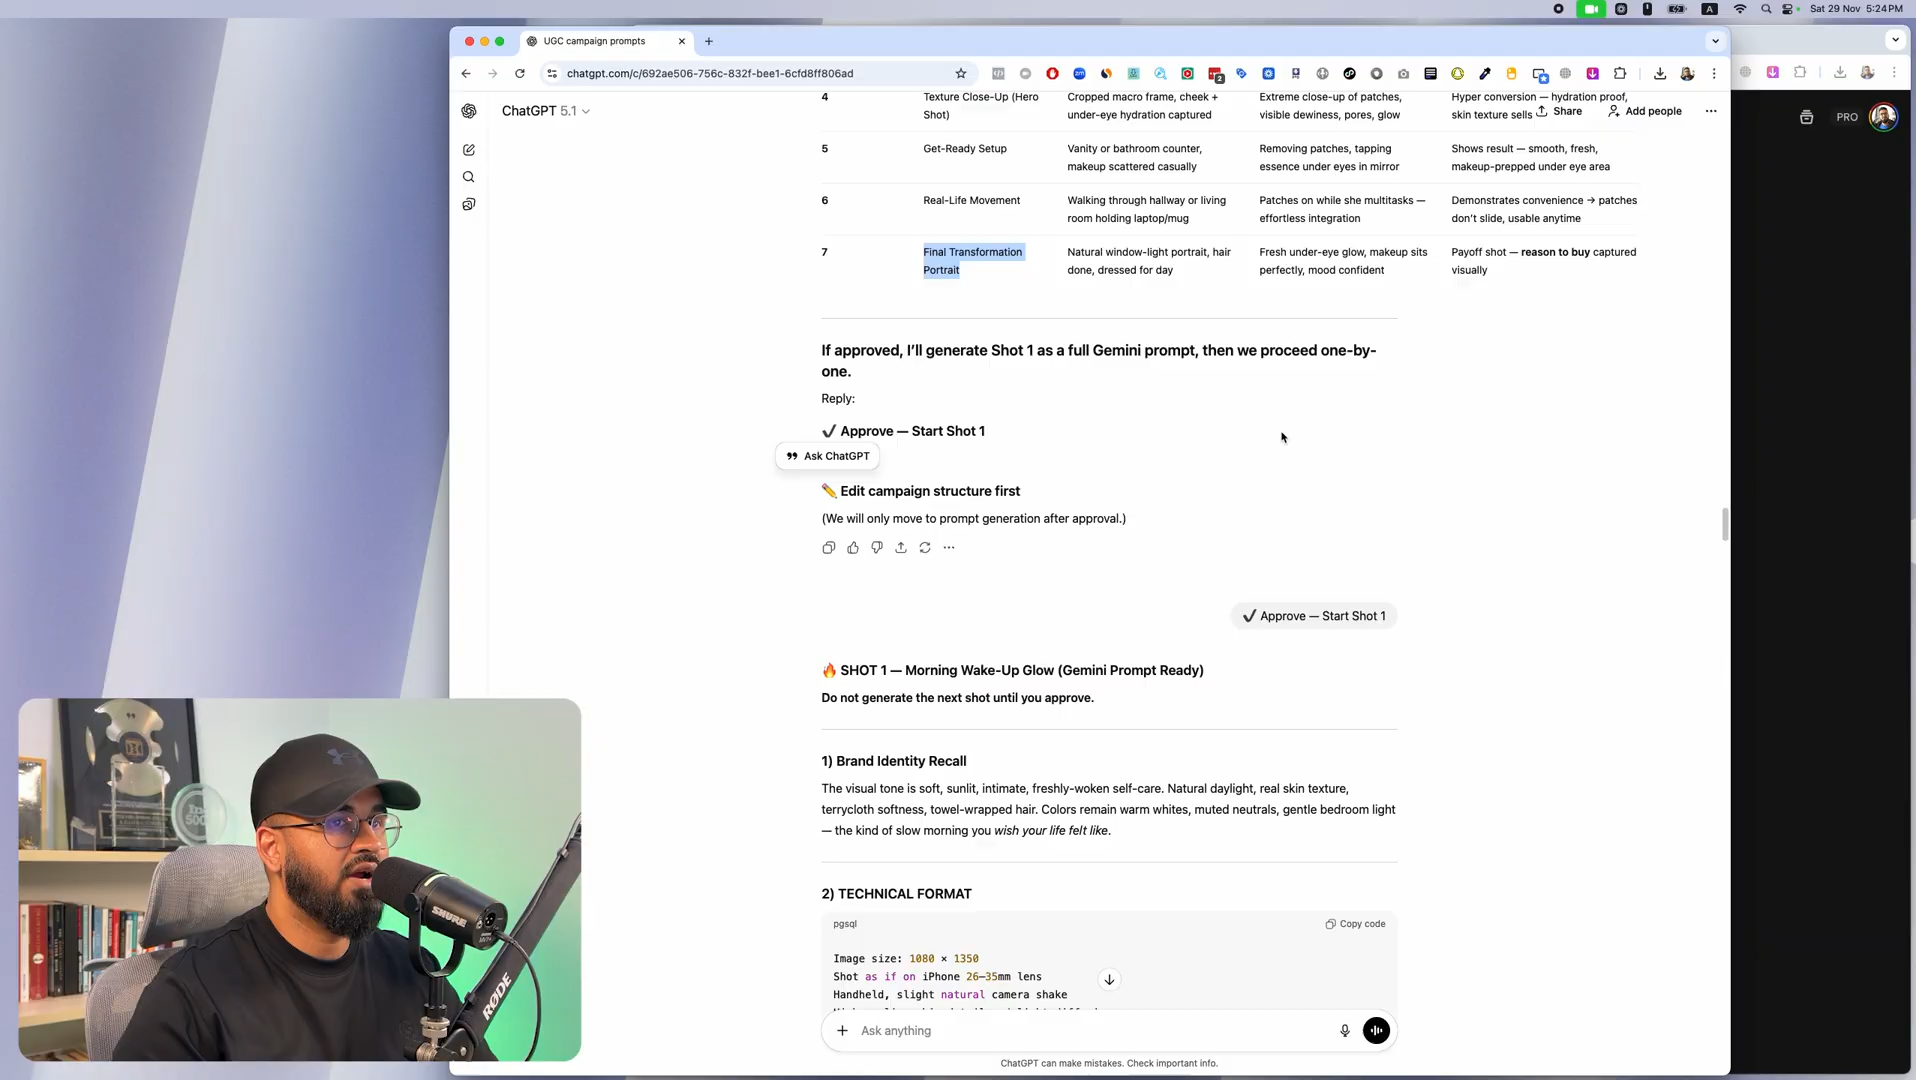 Sat 29 Nov 5:24 PM
A
UGC campaign prompts
chatgpt.com/c/692ae506-756c-832f-bee1-6cfd8ff806ad
ChatGPT 5.1
Share
Add people
PRO
4 Texture Close-Up (Hero Cropped macro frame, cheek + Extreme close-up of patches, Hyper conversion — hydration proof,
Shot) under-eye hydration captured visible dewiness, pores, glow skin texture sells
5 Get-Ready Setup Vanity or bathroom counter, Removing patches, tapping Shows result — smooth, fresh,
makeup scattered casually essence under eyes in mirror makeup-prepped under eye area
6 Real-Life Movement Walking through hallway or living Patches on while she multitasks — Demonstrates convenience → patches
room holding laptop/mug effortless integration don't slide, usable anytime
7 Final Transformation Natural window-light portrait, hair Fresh under-eye glow, makeup sits Payoff shot — reason to buy captured
Portrait done, dressed for day perfectly, mood confident visually
If approved, I'll generate Shot 1 as a full Gemini prompt, then we proceed one-by-
one.
Reply:
✔ Approve — Start Shot 1
Ask ChatGPT
✏️ Edit campaign structure first
(We will only move to prompt generation after approval.)
✔ Approve — Start Shot 1
🔥 SHOT 1 — Morning Wake-Up Glow (Gemini Prompt Ready)
Do not generate the next shot until you approve.
1) Brand Identity Recall
The visual tone is soft, sunlit, intimate, freshly-woken self-care. Natural daylight, real skin texture,
terrycloth softness, towel-wrapped hair. Colors remain warm whites, muted neutrals, gentle bedroom light
— the kind of slow morning you wish your life felt like.
2) TECHNICAL FORMAT
pgsql
Copy code
Image size: 1080 × 1350
Shot as if on iPhone 26–35mm lens
Handheld, slight natural camera shake
Ask anything
ChatGPT can make mistakes. Check important info.
SHURE
MV7+
RØDE